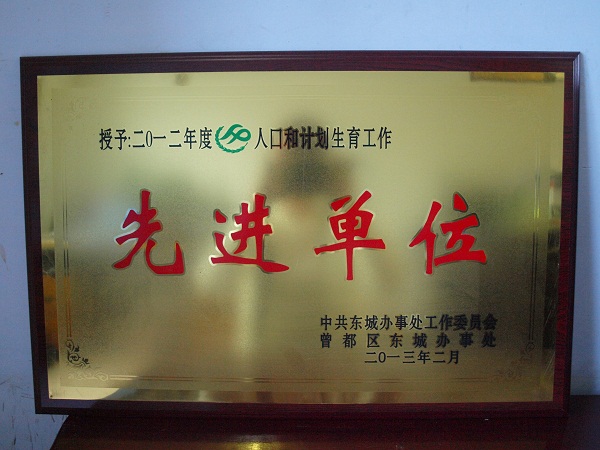 授予:二〇一二年度 人口和计划生育工作
先进单位
中共东城办事处工作委员会
曾都区东城办事处
二〇一三年二月